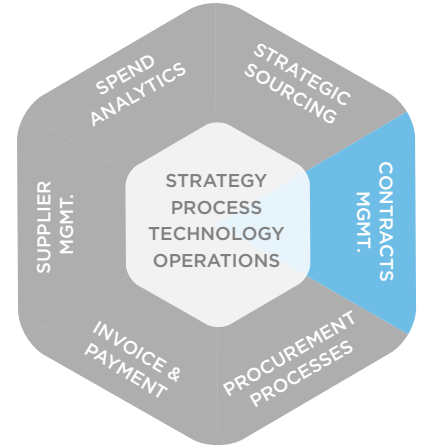 SPEND
ANALYTICS
STRATEGIC
SOURCING
CONTRACTS
MGMT.
PROCUREMENT
PROCESSES
INVOICE &
PAYMENT
SUPPLIER
MGMT.
STRATEGY
PROCESS
TECHNOLOGY
OPERATIONS